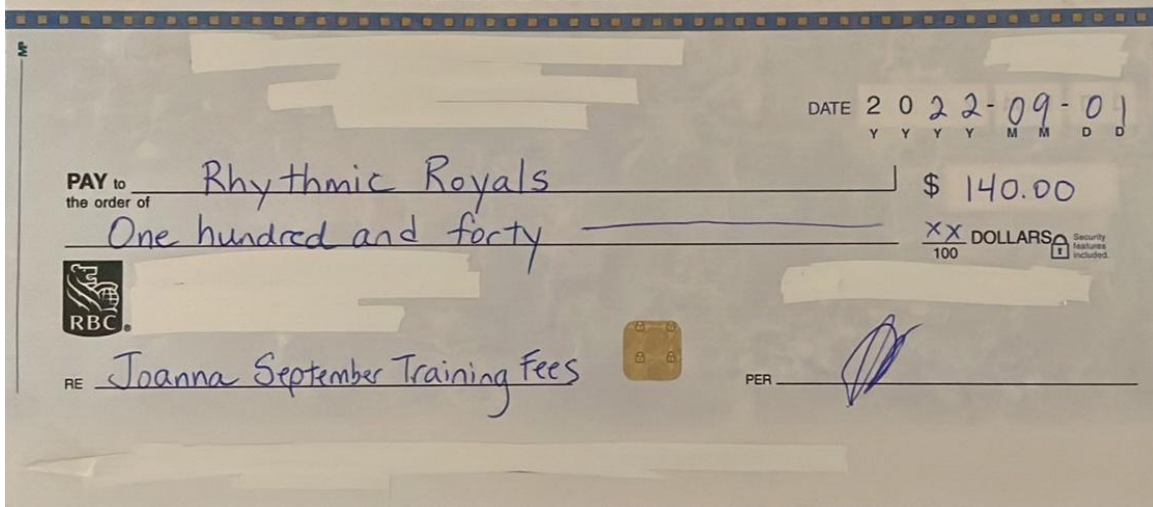 MP
DATE 2022-09-01
Y Y Y Y M M D D
PAY to
the order of
Rhythmic Royals
$ 140.00
One hundred and forty
XX
100
DOLLARS
Security
features
included.
RBC
RE Joanna September Training Fees
PER